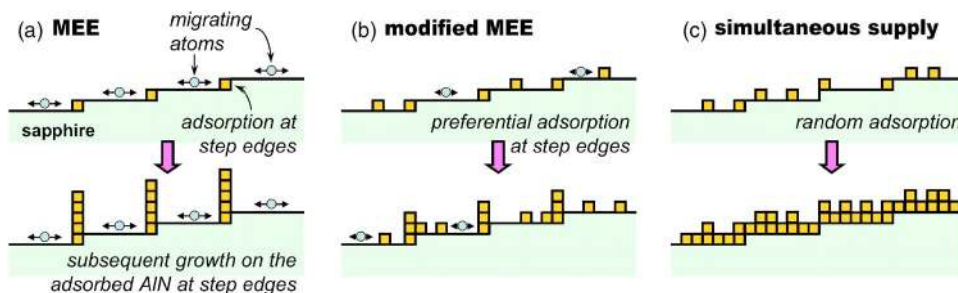 (a) MEE
migrating
atoms
sapphire
adsorption at
step edges
subsequent growth on the
adsorbed AlN at step edges
(b) modified MEE
preferential adsorption
at step edges
(c) simultaneous supply
random adsorption